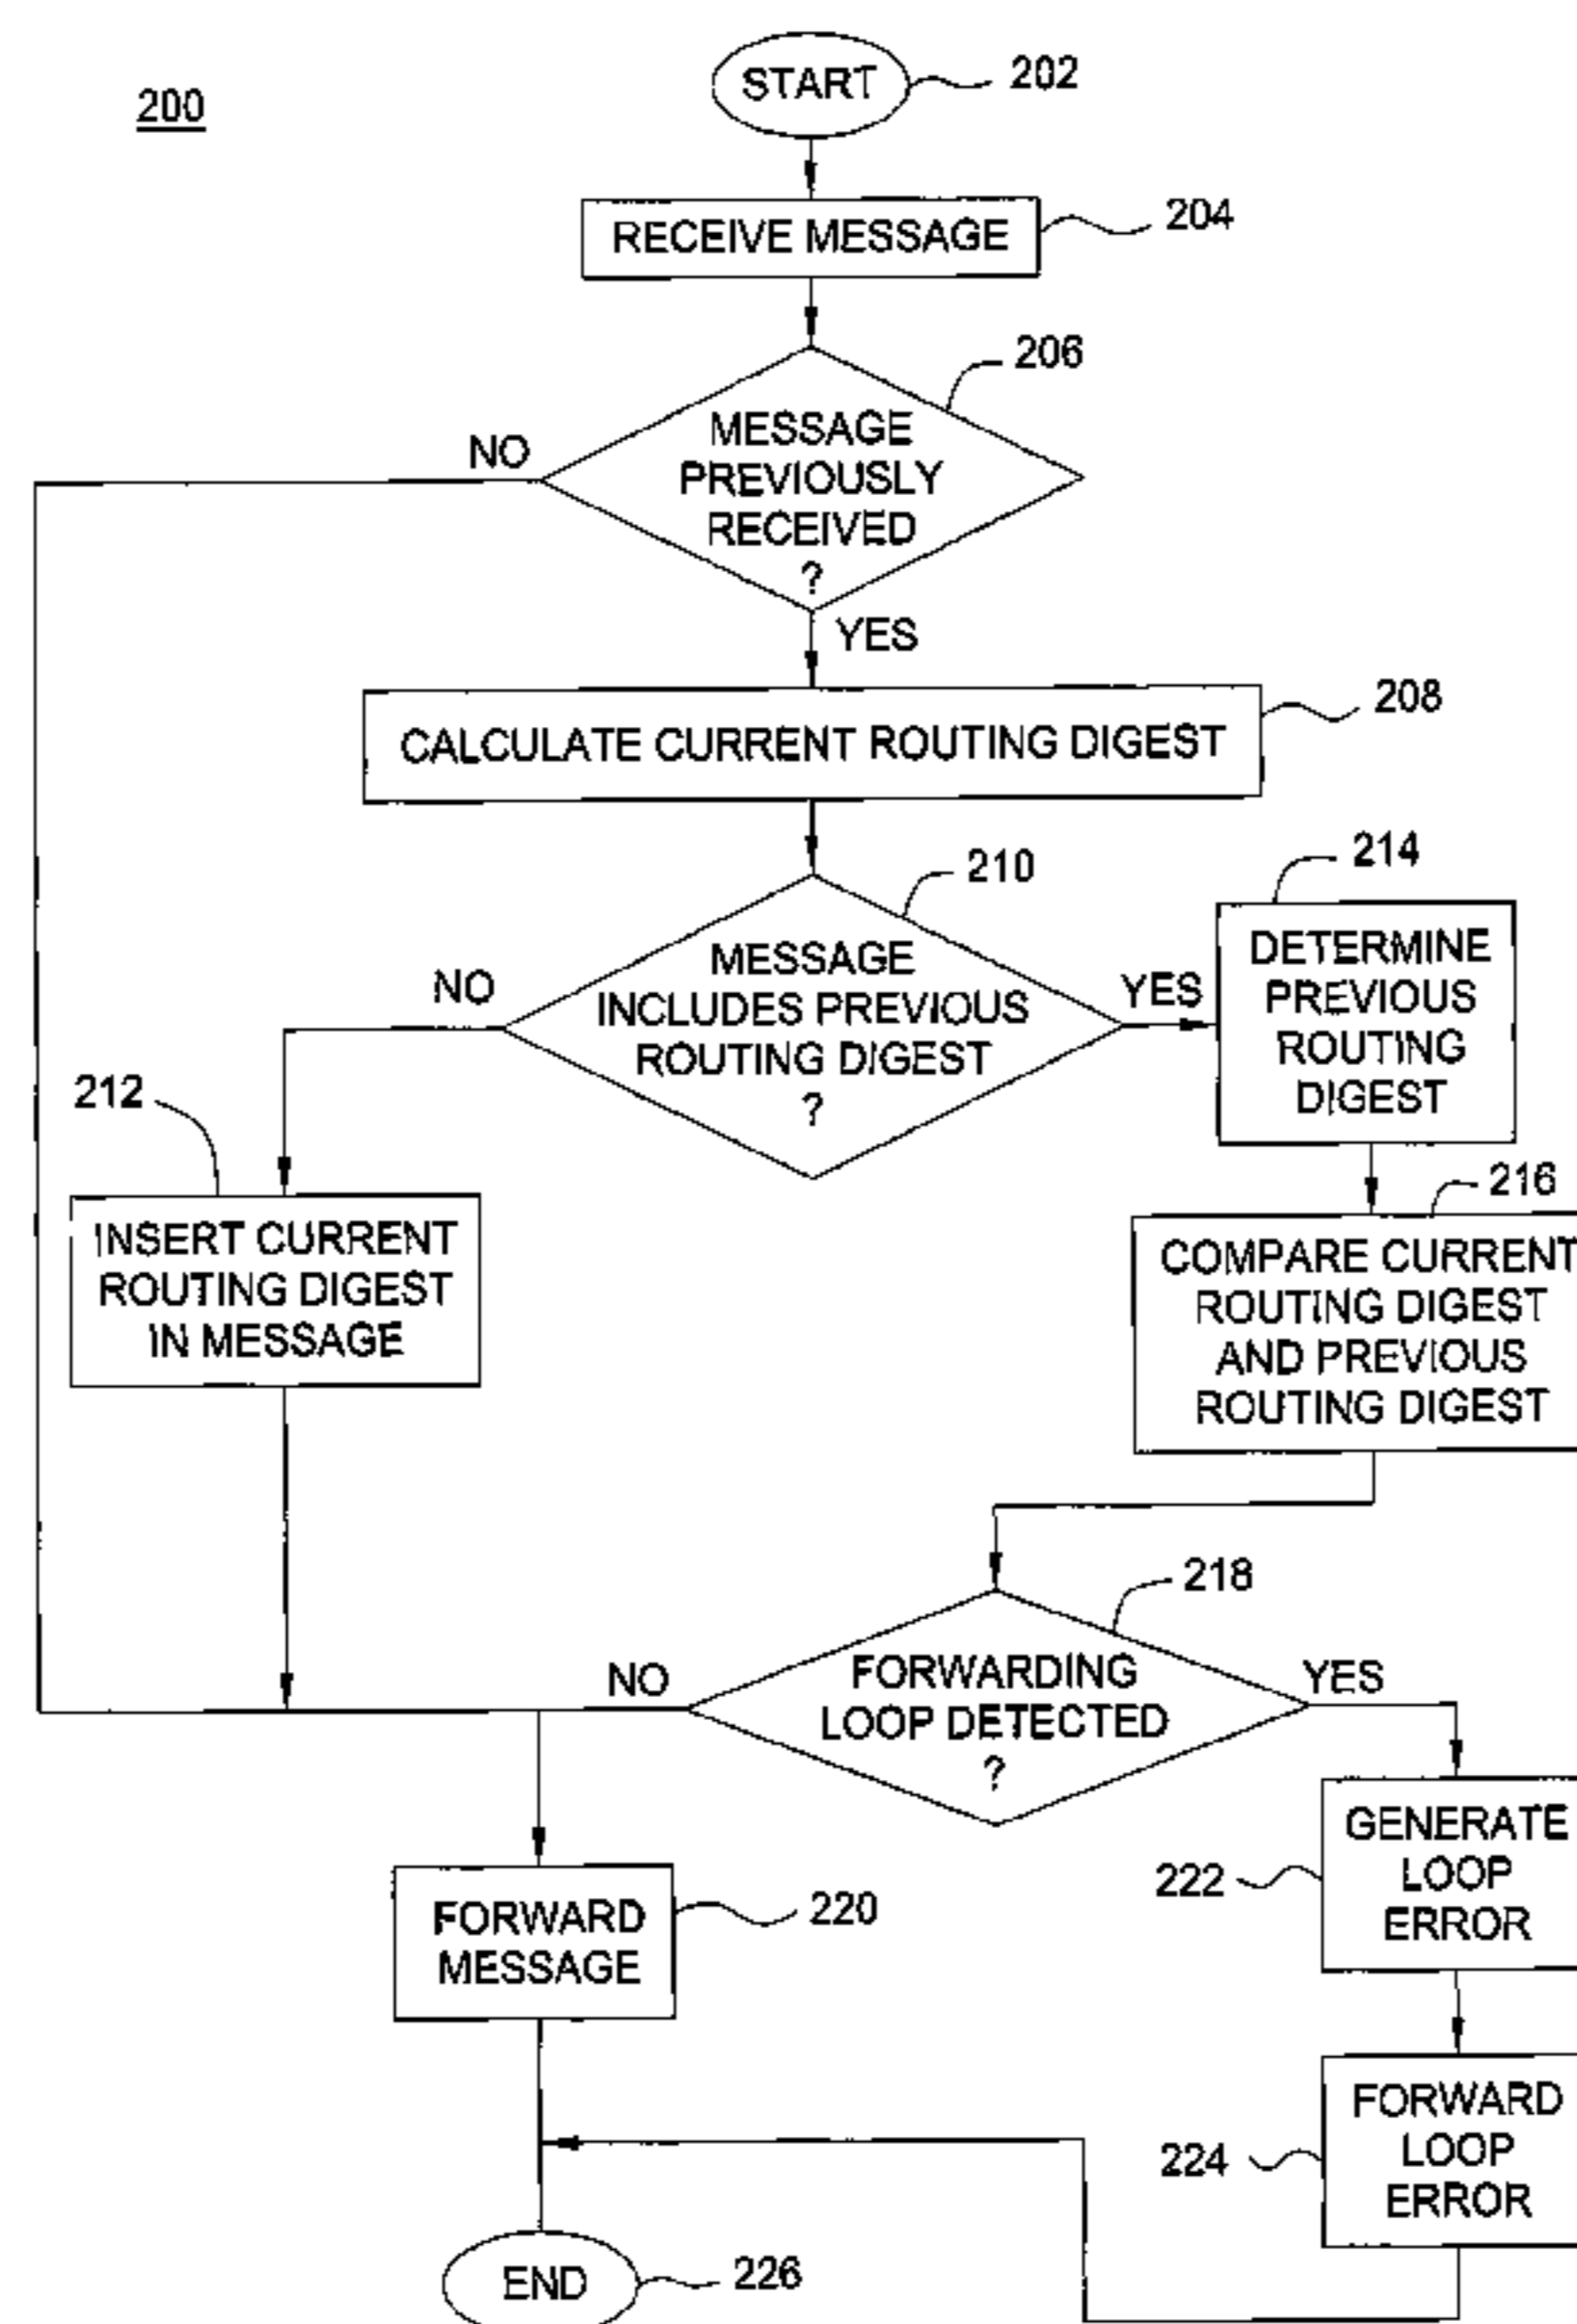 200
START
202
RECEIVE MESSAGE
204
206
MESSAGE
PREVIOUSLY
RECEIVED
?
NO
YES
CALCULATE CURRENT ROUTING DIGEST
208
210
MESSAGE
INCLUDES PREVIOUS
ROUTING DIGEST
?
NO
YES
214
DETERMINE
PREVIOUS
ROUTING
DIGEST
212
INSERT CURRENT
ROUTING DIGEST
IN MESSAGE
216
COMPARE CURRENT
ROUTING DIGEST
AND PREVIOUS
ROUTING DIGEST
218
FORWARDING
LOOP DETECTED
?
NO
YES
FORWARD
MESSAGE
220
222
GENERATE
LOOP
ERROR
224
FORWARD
LOOP
ERROR
END
226